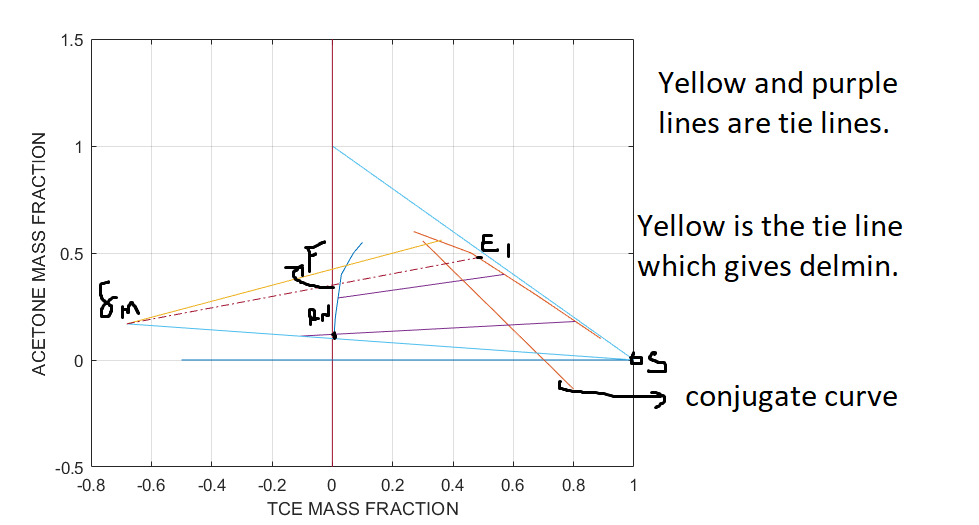 1.5
Yellow and purple
lines are tie lines.
1
Yellow is the tie line
which gives delmin.
E1
0.5
F
δm
RN
0
S
conjugate curve
-0.5
-0.8 -0.6 -0.4 -0.2 0 0.2 0.4 0.6 0.8 1
TCE MASS FRACTION
ACETONE MASS FRACTION